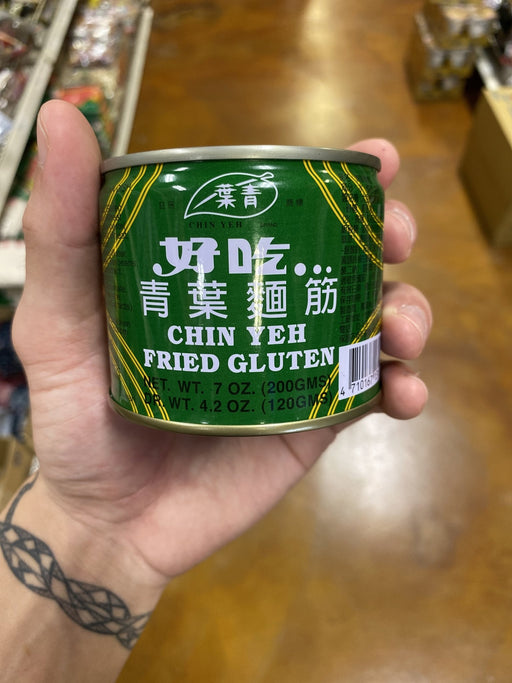 青葉
CHIN YEH
好吃...
青葉麵筋
CHIN YEH
FRIED GLUTEN
NET. WT. 7 OZ. (200GMS)
DR. WT. 4.2 OZ. (120GMS)